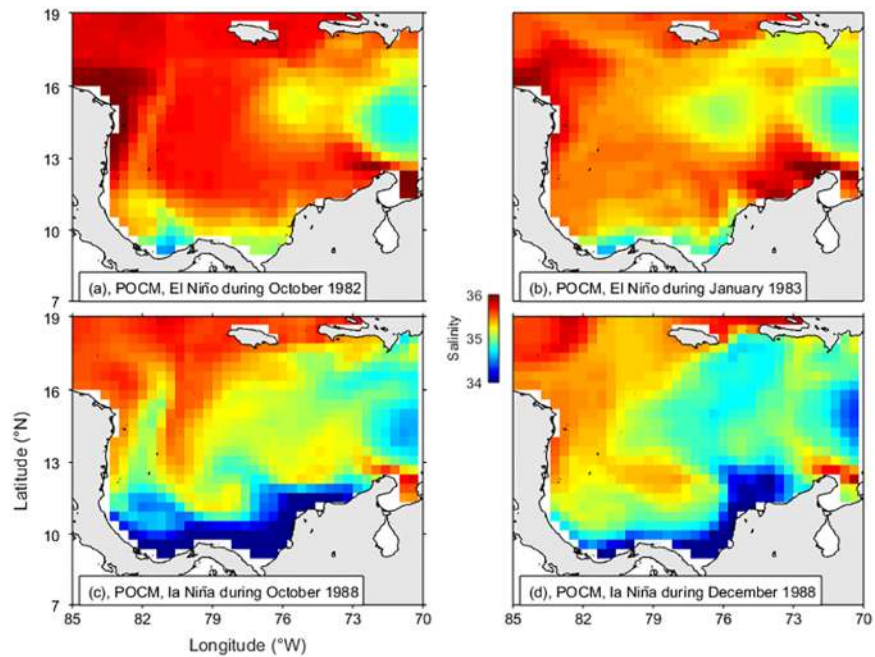 19
16
13
10
7
(a), POCM, El Niño during October 1982
(b), POCM, El Niño during January 1983
36
35
34
Salinity
19
16
13
10
7
Latitude (°N)
(c), POCM, la Niña during October 1988
(d), POCM, la Niña during December 1988
85 82 79 76 73 70
85 82 79 76 73 70
Longitude (°W)